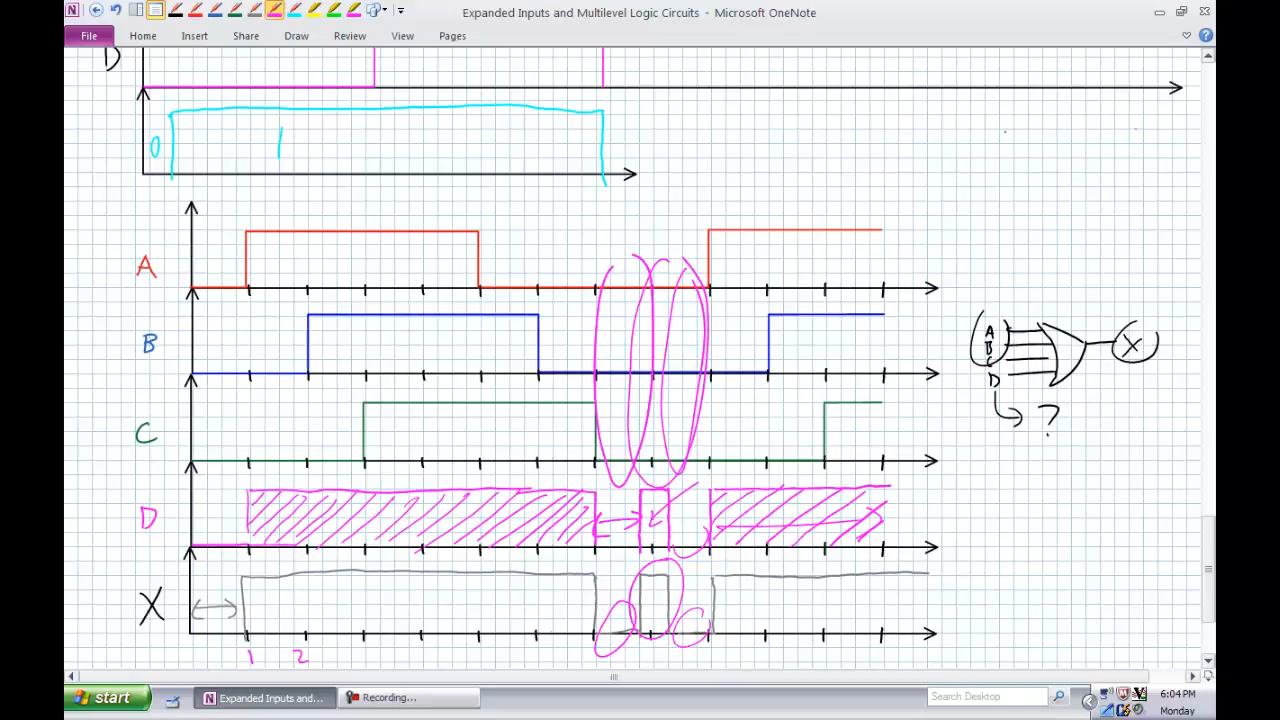 Expanded Inputs and Multilevel Logic Circuits - Microsoft OneNote
File Home Insert Share Draw Review View Pages
D
0 1
A
B
A
B
C
D
X
?
C
D
X
1 2
start
Expanded Inputs and...
Recording...
Search Desktop
6:04 PM
Monday